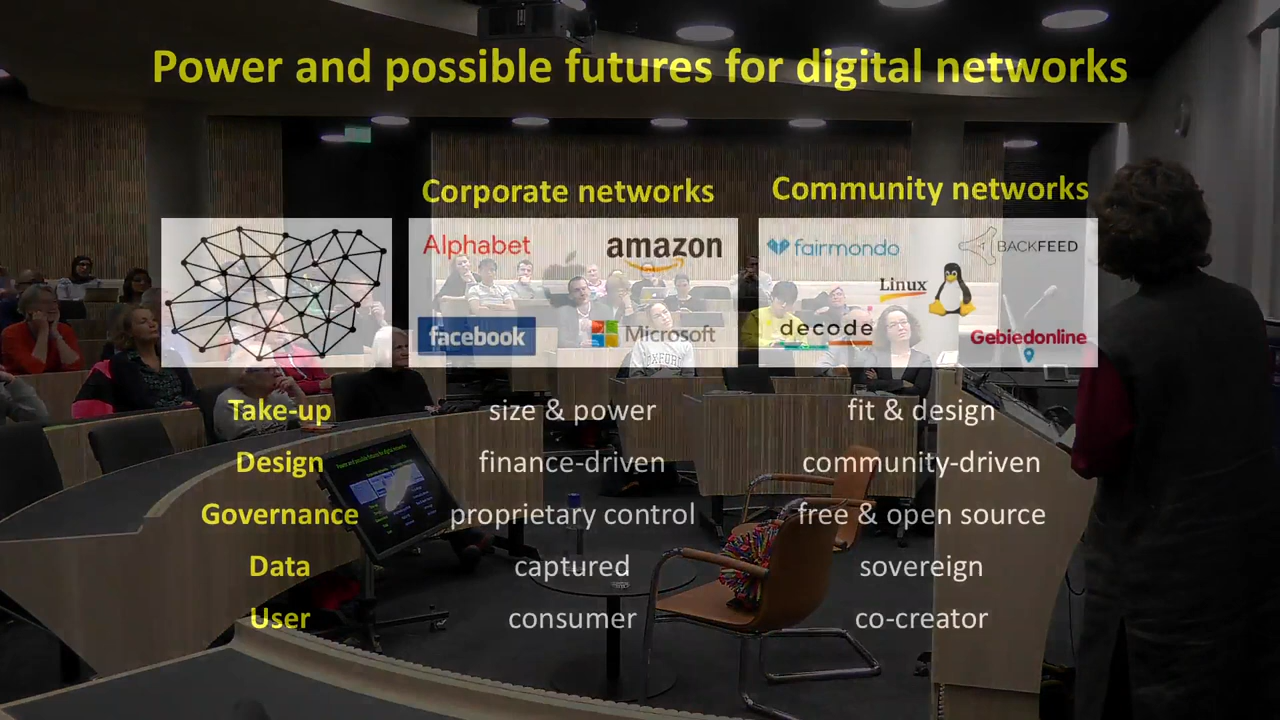 Power and possible futures for digital networks
Corporate networks Community networks
Alphabet amazon fairmondo BACKFEED
Linux
facebook Microsoft decode Gebiedonline
Take-up size & power fit & design
Design finance-driven community-driven
Governance proprietary control free & open source
Data captured sovereign
User consumer co-creator